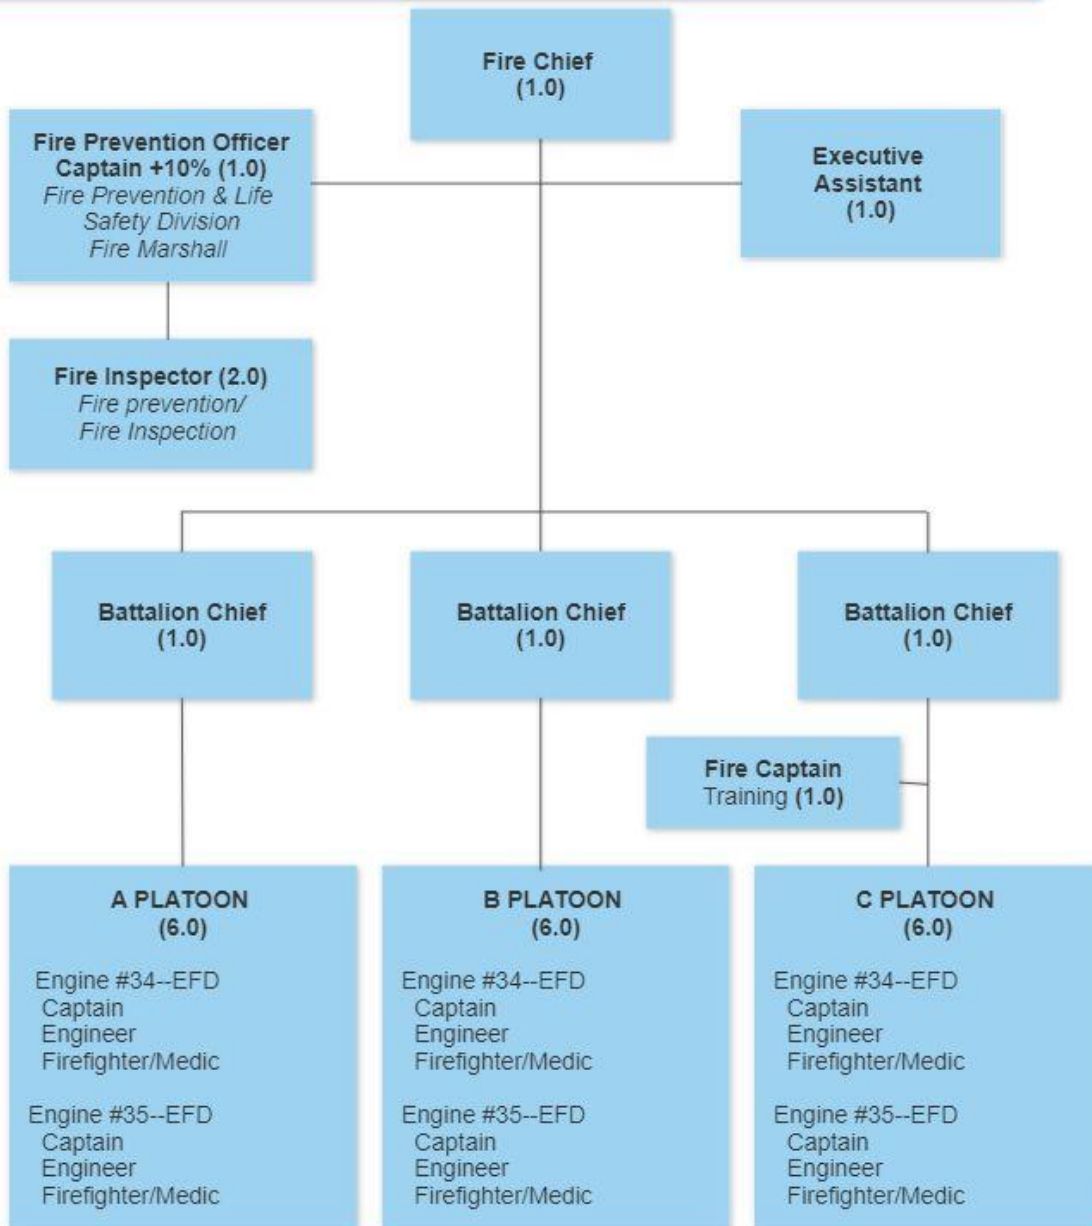 Fire Chief
(1.0)
Fire Prevention Officer
Captain +10% (1.0)
Fire Prevention & Life
Safety Division
Fire Marshall
Executive
Assistant
(1.0)
Fire Inspector (2.0)
Fire prevention/
Fire Inspection
Battalion Chief
(1.0)
Battalion Chief
(1.0)
Battalion Chief
(1.0)
Fire Captain
Training (1.0)
A PLATOON
(6.0)
Engine #34--EFD
Captain
Engineer
Firefighter/Medic
Engine #35--EFD
Captain
Engineer
Firefighter/Medic
B PLATOON
(6.0)
Engine #34--EFD
Captain
Engineer
Firefighter/Medic
Engine #35--EFD
Captain
Engineer
Firefighter/Medic
C PLATOON
(6.0)
Engine #34--EFD
Captain
Engineer
Firefighter/Medic
Engine #35--EFD
Captain
Engineer
Firefighter/Medic